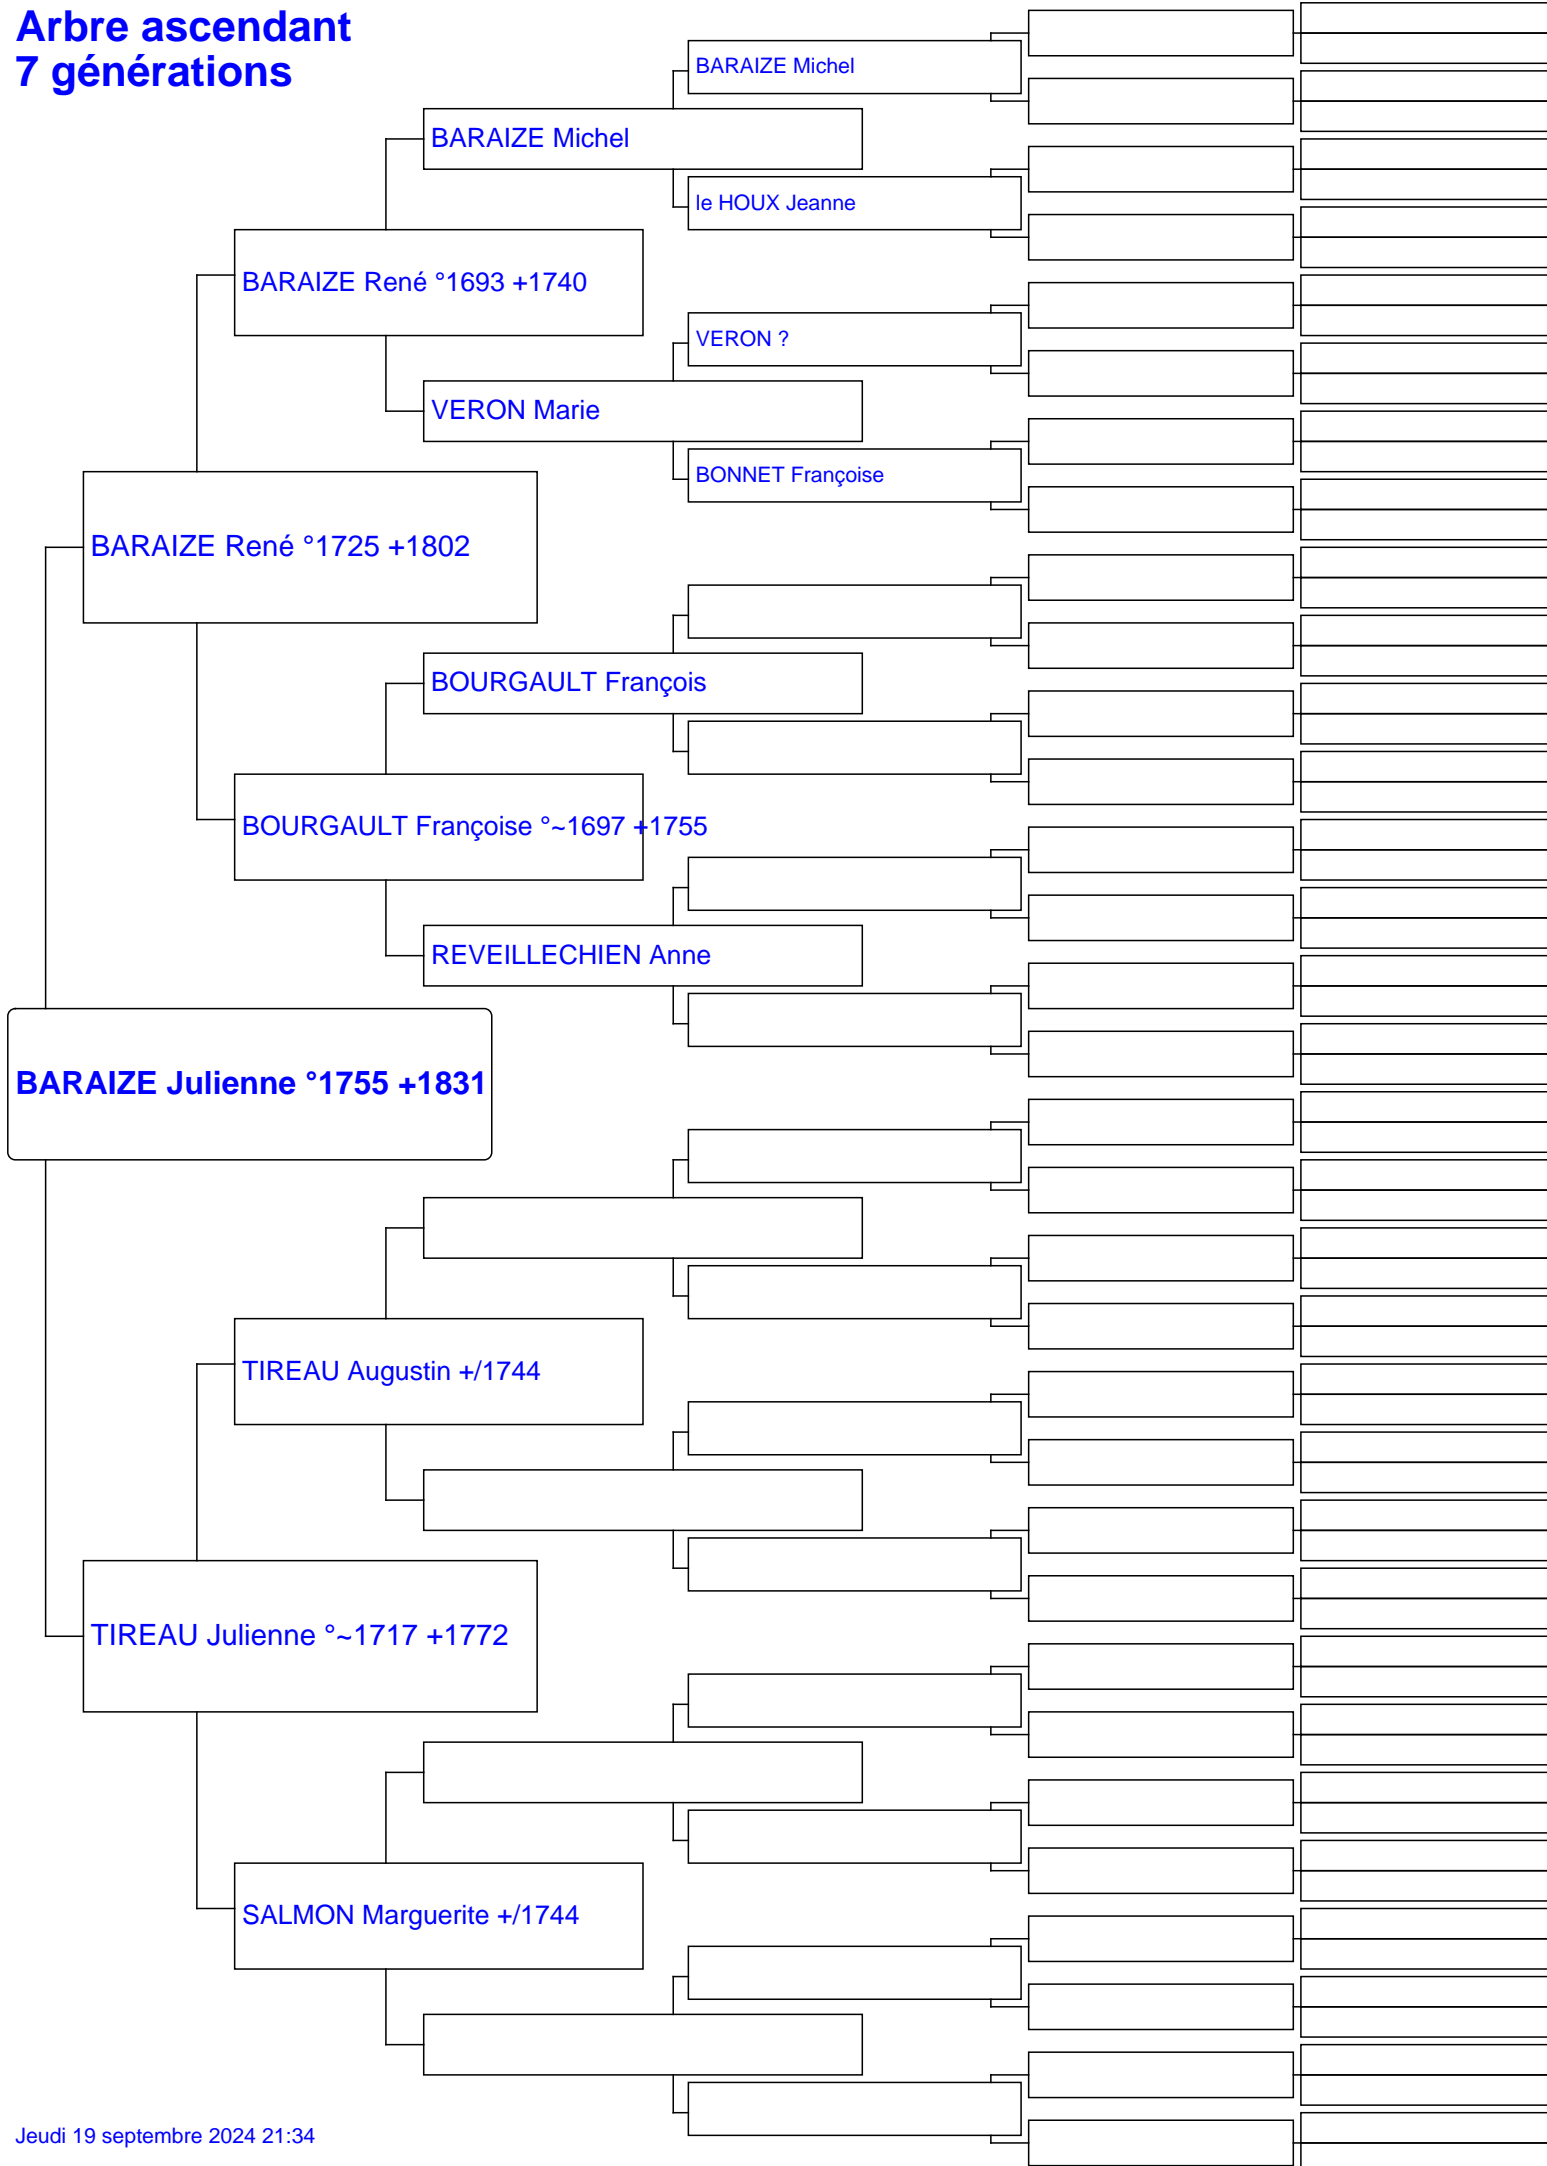 Arbre ascendant
7 générations
BARAIZE Michel
BARAIZE Michel
le HOUX Jeanne
BARAIZE René °1693 +1740
VERON ?
VERON Marie
BONNET Françoise
BARAIZE René °1725 +1802
BOURGAULT François
BOURGAULT Françoise °~1697 +1755
REVEILLECHIEN Anne
BARAIZE Julienne °1755 +1831
TIREAU Augustin +/1744
TIREAU Julienne °~1717 +1772
SALMON Marguerite +/1744
Jeudi 19 septembre 2024 21:34